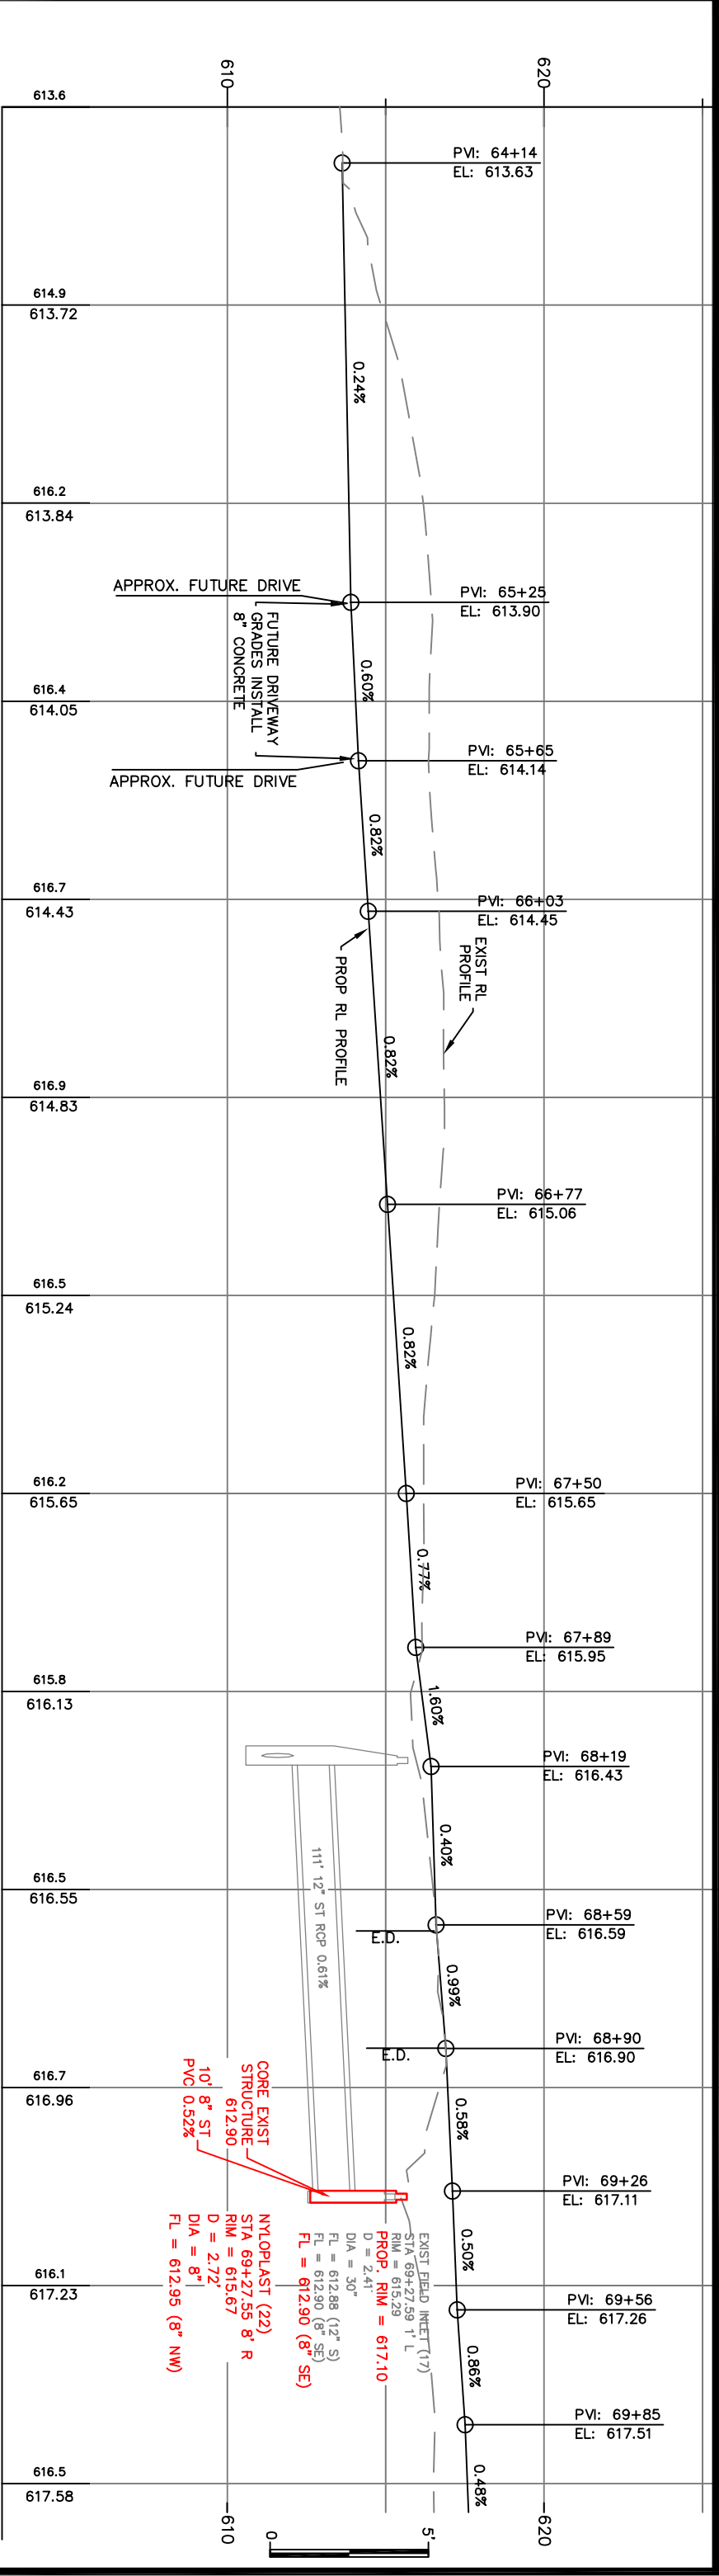 610
620
613.6
PVI: 64+14
EL: 613.63
614.9
613.72
0.24%
616.2
613.84
APPROX. FUTURE DRIVE
PVI: 65+25
EL: 613.90
FUTURE DRIVEWAY
GRADES INSTALL
8" CONCRETE
0.60%
616.4
614.05
PVI: 65+65
EL: 614.14
APPROX. FUTURE DRIVE
0.82%
616.7
614.43
PVI: 66+03
EL: 614.45
EXIST RL
PROFILE
PROP RL PROFILE
0.82%
616.9
614.83
PVI: 66+77
EL: 615.06
616.5
615.24
0.82%
616.2
615.65
PVI: 67+50
EL: 615.65
0.77%
PVI: 67+89
EL: 615.95
615.8
616.13
1.60%
PVI: 68+19
EL: 616.43
0.40%
111' 12" ST RCP 0.61%
616.5
616.55
PVI: 68+59
EL: 616.59
E.D.
0.99%
PVI: 68+90
EL: 616.90
E.D.
616.7
616.96
0.58%
CORE EXIST
STRUCTURE
612.90
10' 8" ST
PVC 0.52%
PVI: 69+26
EL: 617.11
0.50%
EXIST FIELD INLET (17)
STA 69+27.59 1' L
RIM = 615.29
PROP. RIM = 617.10
D = 2.41'
DIA = 30"
FL = 612.88 (12" S)
FL = 612.90 (8" SE)
FL = 612.90 (8" SE)
NYLOPLAST (22)
STA 69+27.55 8' R
RIM = 615.67
D = 2.72'
DIA = 8"
FL = 612.95 (8" NW)
616.1
617.23
PVI: 69+56
EL: 617.26
0.86%
PVI: 69+85
EL: 617.51
0.48%
616.5
617.58
610
620
0
5'